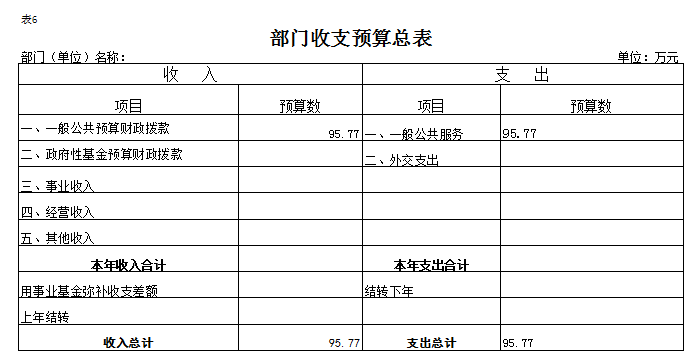 表6
部门收支预算总表
部门（单位）名称： 单位：万元
收 入 支 出
项目 预算数 项目 预算数
一、一般公共预算财政拨款 95.77 一、一般公共服务 95.77
二、政府性基金预算财政拨款 二、外交支出
三、事业收入
四、经营收入
五、其他收入
本年收入合计 本年支出合计
用事业基金弥补收支差额 结转下年
上年结转
收入总计 95.77 支出总计 95.77